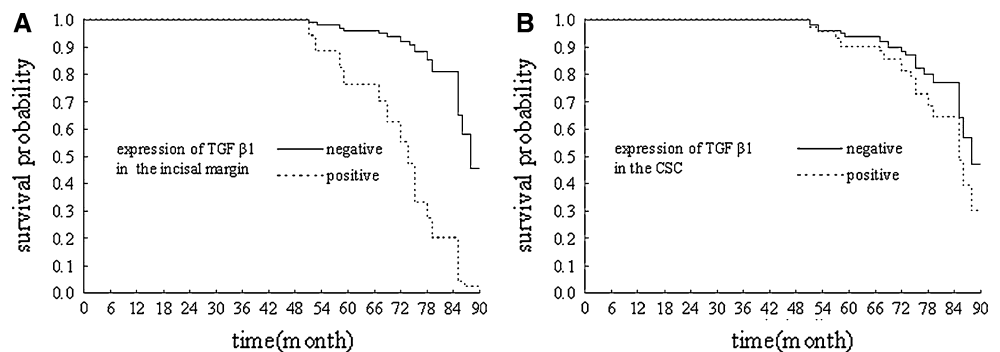 A
survival probability
1.0
0.9
0.8
0.7
0.6
0.5
0.4
0.3
0.2
0.1
0.0
expression of TGF β1
in the incisal margin
negative
positive
0 6 12 18 24 30 36 42 48 54 60 66 72 78 84 90
time(month)
B
survival probability
1.0
0.9
0.8
0.7
0.6
0.5
0.4
0.3
0.2
0.1
0.0
expression of TGF β1
in the CSC
negative
positive
0 6 12 18 24 30 36 42 48 54 60 66 72 78 84 90
time(month)